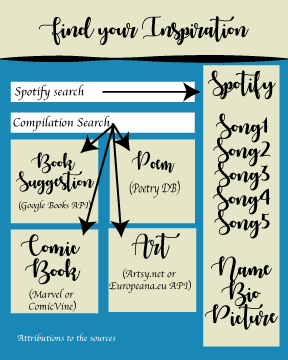 find your Inspiration
Spotify search
Compilation Search
Book
Suggestion
(Google Books API)
Poem
(Poetry DB)
Comic
Book
(Marvel or
ComicVine)
Art
(Artsy.net or
Europeana.eu API)
Spotify
Song1
Song2
Song3
Song4
Song5
Name
Bio
Picture
Attributions to the sources